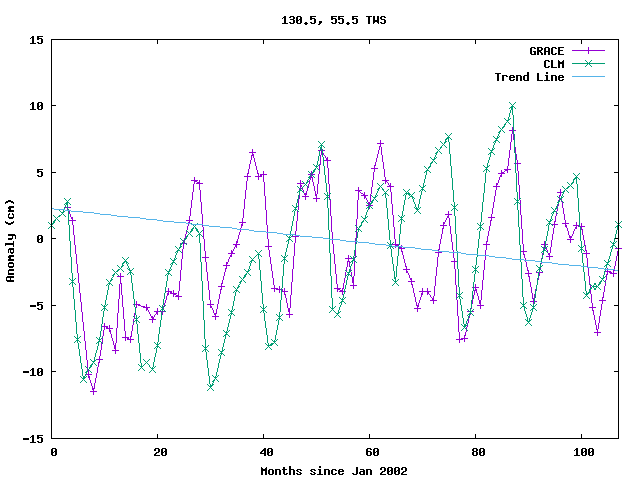 130.5, 55.5 TWS
GRACE
CLM
Trend Line
Anomaly (cm)
15
10
5
0
-5
-10
-15
0 20 40 60 80 100
Months since Jan 2002